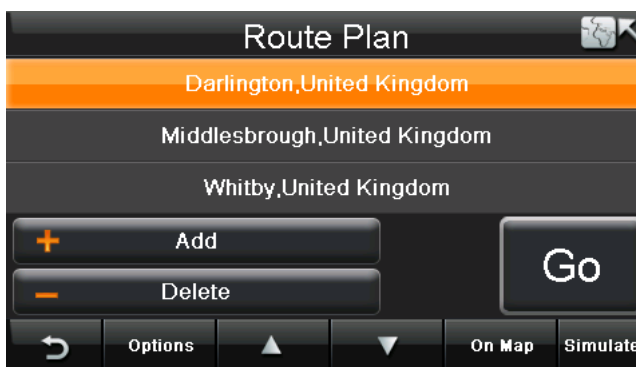 Route Plan
Darlington,United Kingdom
Middlesbrough,United Kingdom
Whitby,United Kingdom
Add
Delete
Go
Options
On Map
Simulate